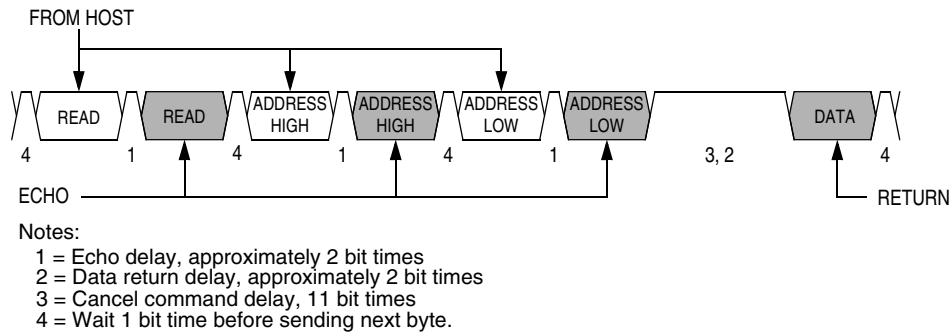 FROM HOST
READ READ ADDRESS HIGH ADDRESS HIGH ADDRESS LOW ADDRESS LOW DATA
4 1 4 1 4 1 3, 2 4
ECHO RETURN
Notes:
1 = Echo delay, approximately 2 bit times
2 = Data return delay, approximately 2 bit times
3 = Cancel command delay, 11 bit times
4 = Wait 1 bit time before sending next byte.